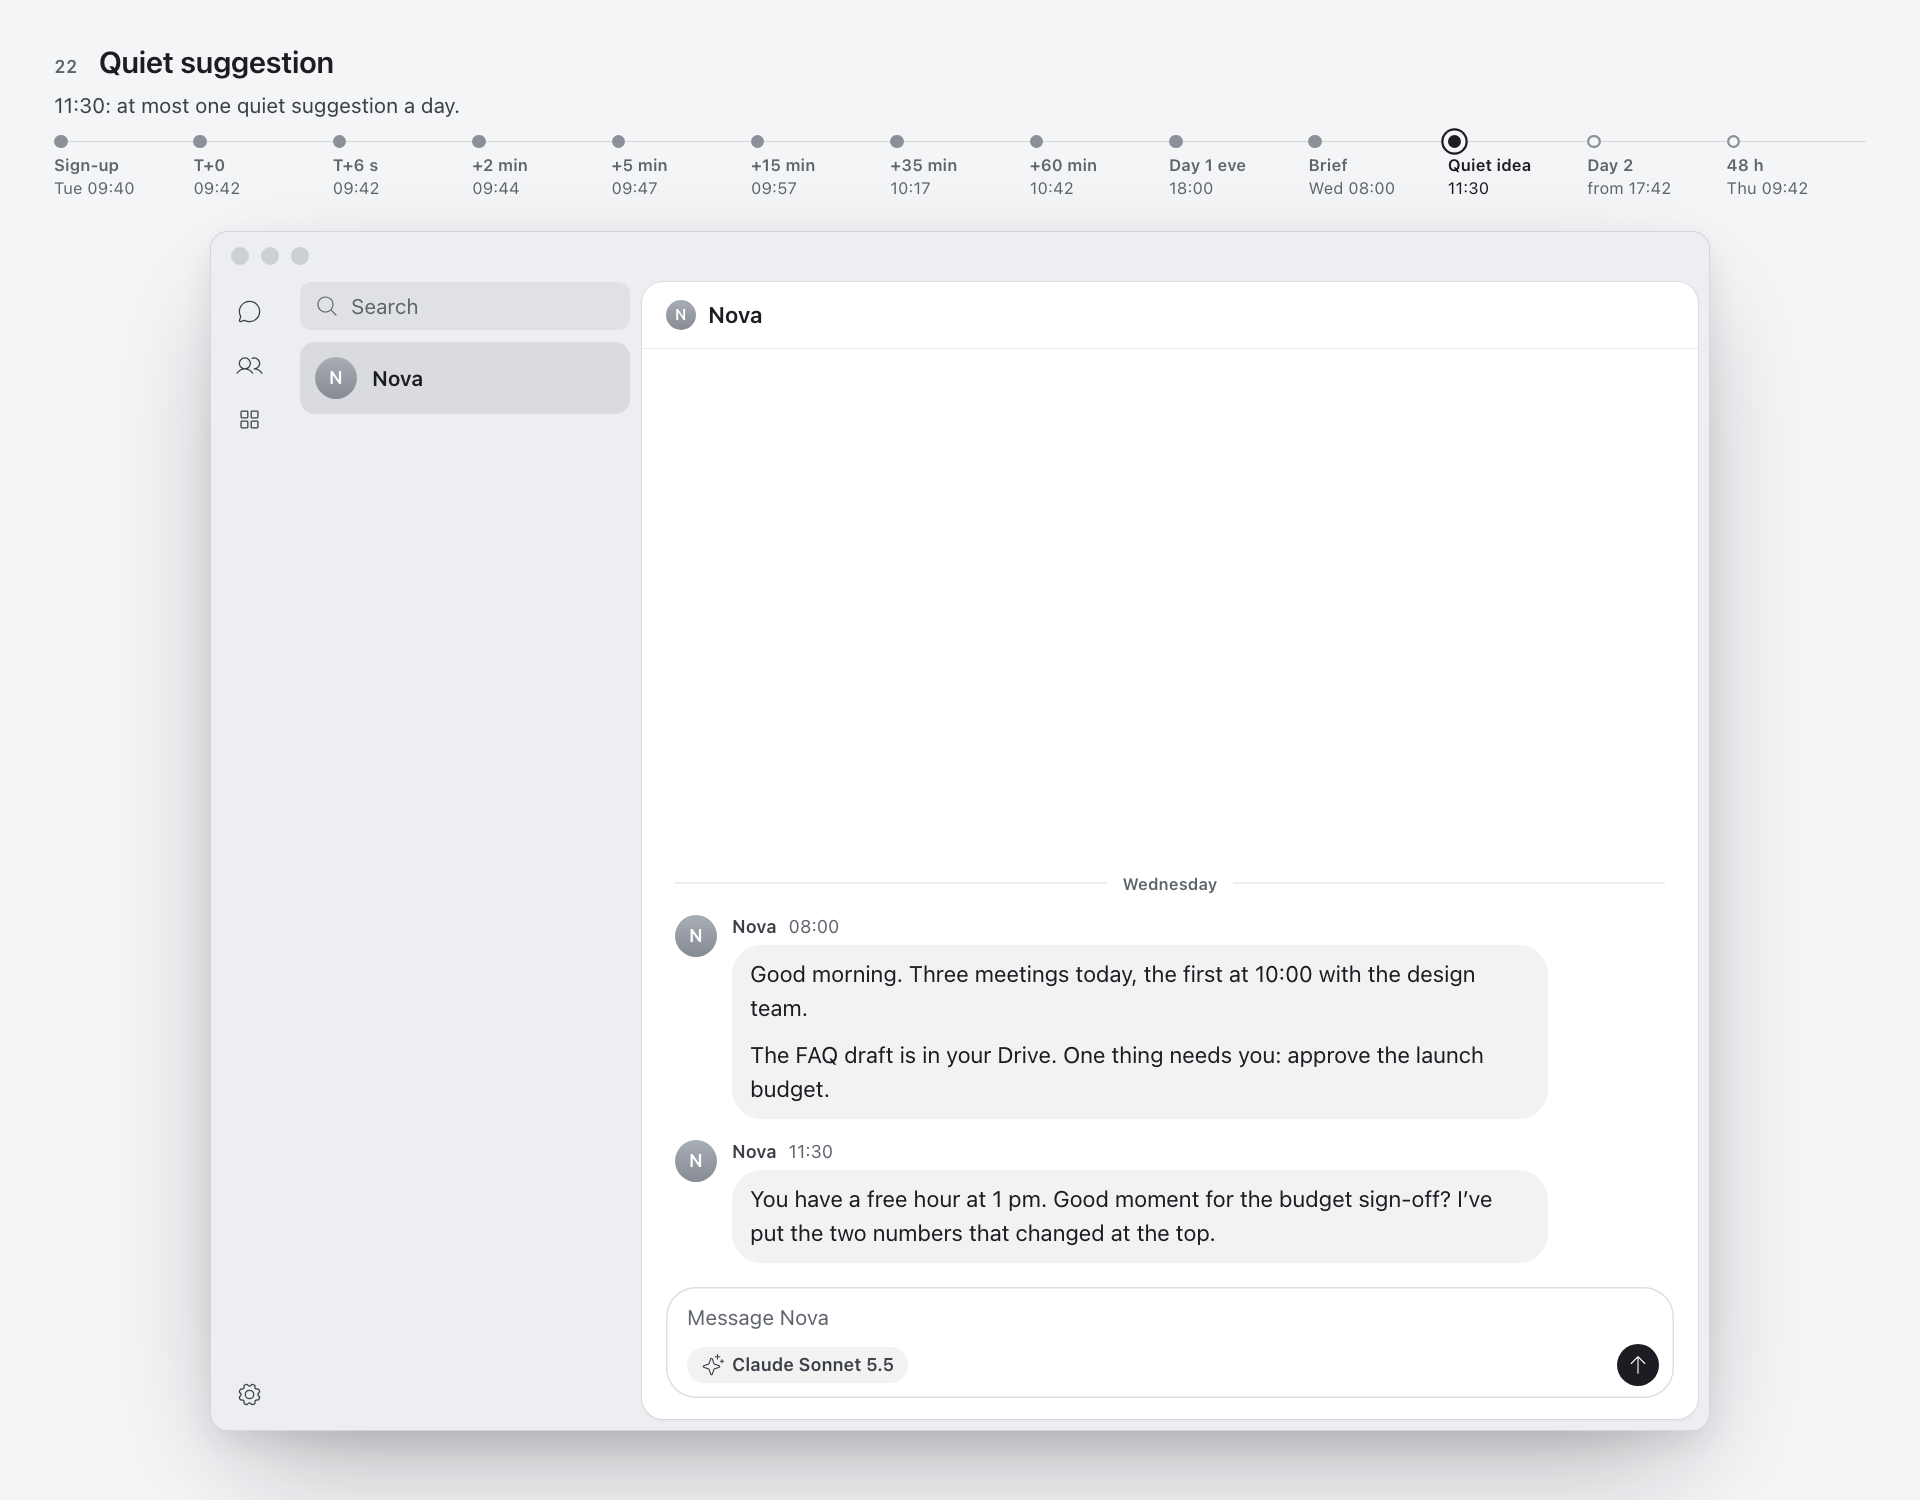 22 Quiet suggestion
11:30: at most one quiet suggestion a day.
Sign-up T+0 T+6 s +2 min +5 min +15 min +35 min +60 min Day 1 eve Brief Quiet idea Day 2 48 h
Tue 09:40 09:42 09:42 09:44 09:47 09:57 10:17 10:42 18:00 Wed 08:00 11:30 from 17:42 Thu 09:42
Search
N Nova
N Nova
Wednesday
N Nova 08:00
Good morning. Three meetings today, the first at 10:00 with the design
team.
The FAQ draft is in your Drive. One thing needs you: approve the launch
budget.
N Nova 11:30
You have a free hour at 1 pm. Good moment for the budget sign-off? I’ve
put the two numbers that changed at the top.
Message Nova
Claude Sonnet 5.5